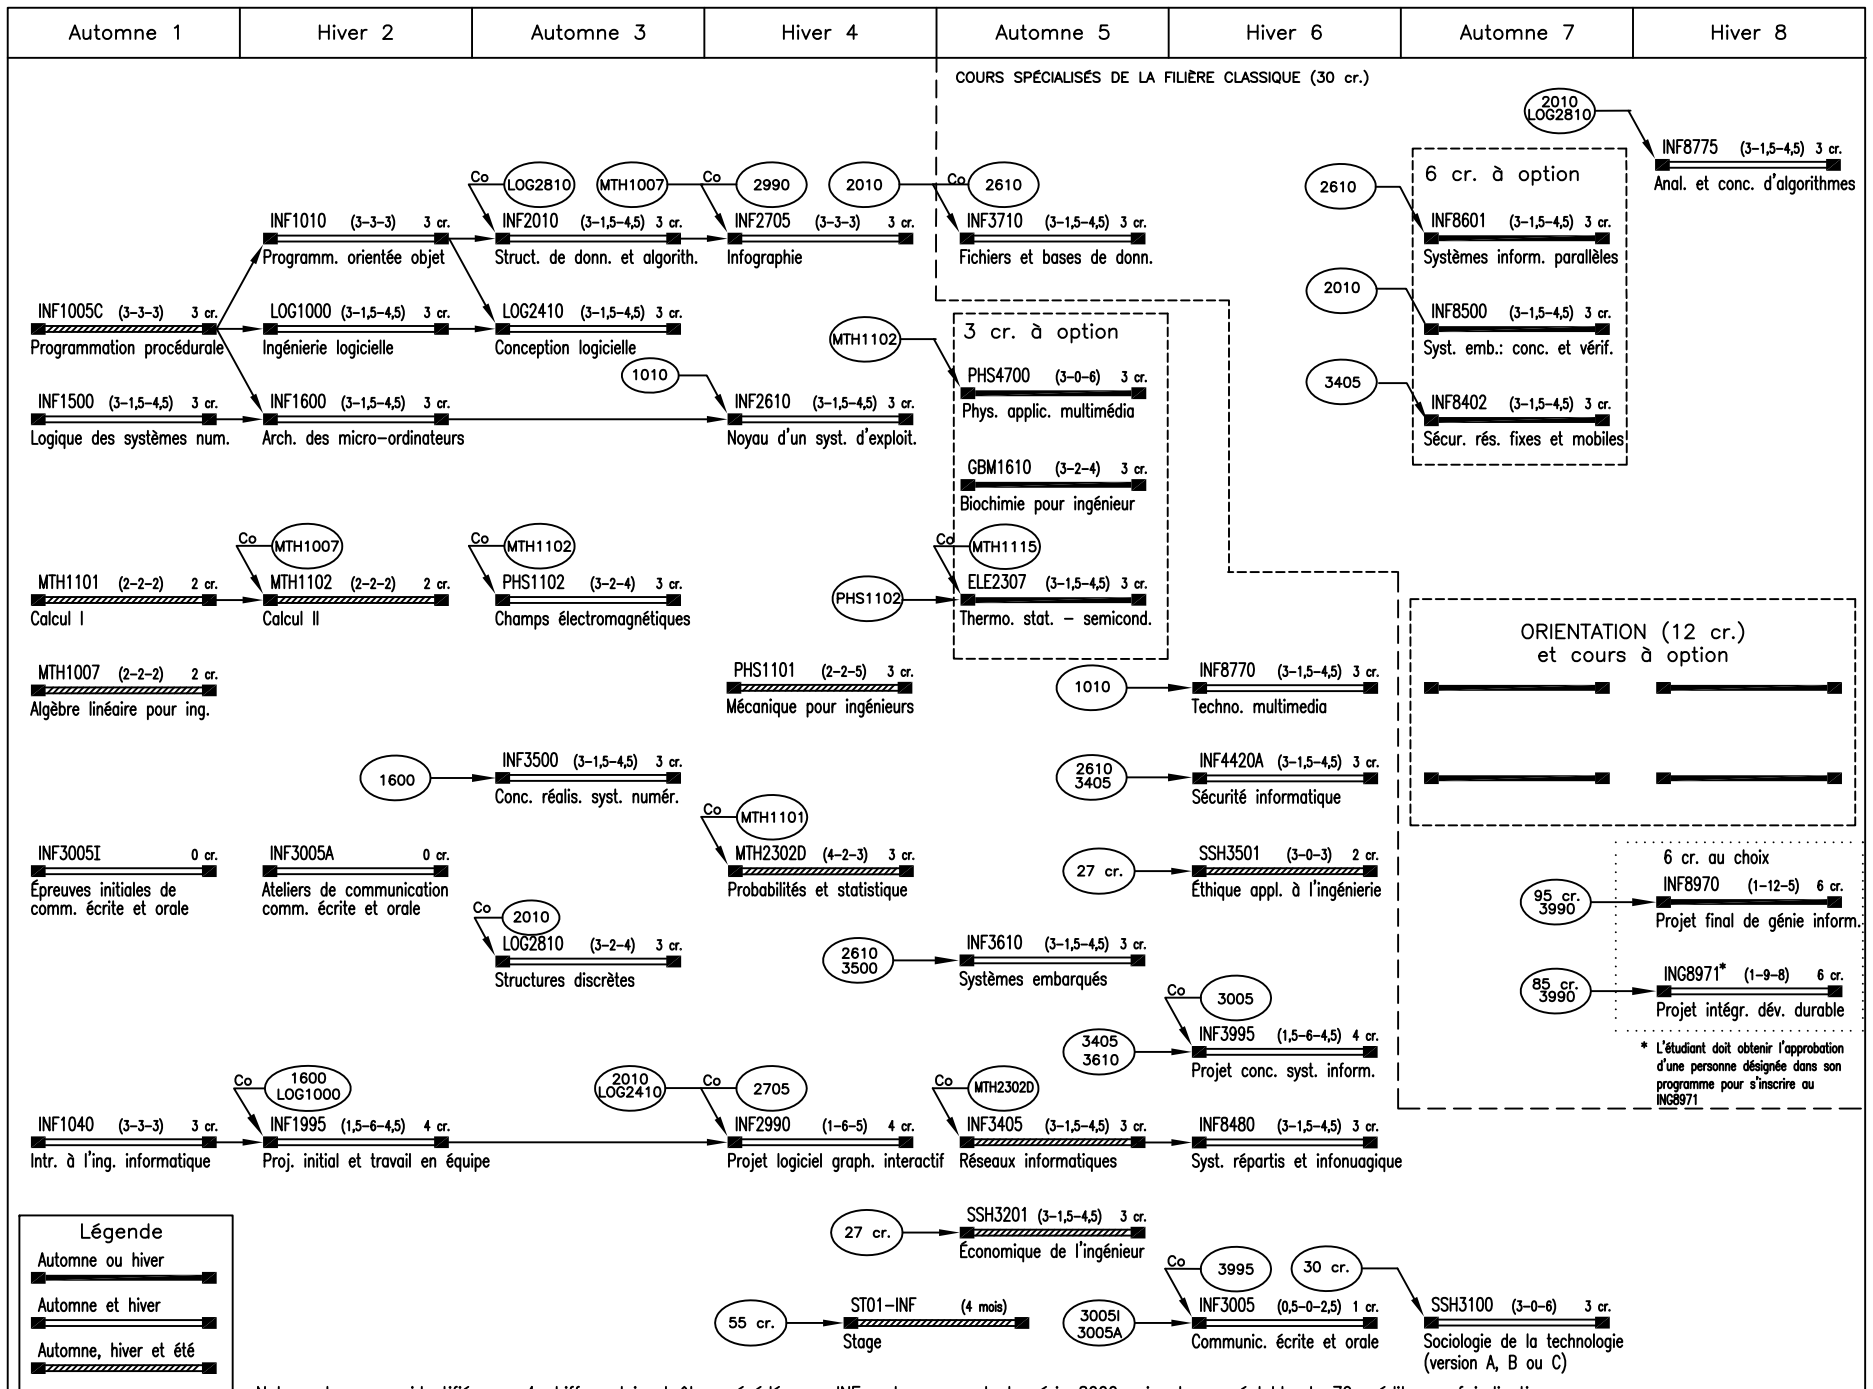 Automne 1
Hiver 2
Automne 3
Hiver 4
Automne 5
Hiver 6
Automne 7
Hiver 8
COURS SPÉCIALISÉS DE LA FILIÈRE CLASSIQUE (30 cr.)
2010
LOG2810
INF8775 (3-1,5-4,5) 3 cr.
Anal. et conc. d'algorithmes
Co
LOG2810
MTH1007
Co
2990
2010
Co
2610
2610
6 cr. à option
INF1010 (3-3-3) 3 cr.
Programm. orientée objet
INF2010 (3-1,5-4,5) 3 cr.
Struct. de donn. et algorith.
INF2705 (3-3-3) 3 cr.
Infographie
INF3710 (3-1,5-4,5) 3 cr.
Fichiers et bases de donn.
INF8601 (3-1,5-4,5) 3 cr.
Systèmes inform. parallèles
INF1005C (3-3-3) 3 cr.
Programmation procédurale
LOG1000 (3-1,5-4,5) 3 cr.
Ingénierie logicielle
LOG2410 (3-1,5-4,5) 3 cr.
Conception logicielle
MTH1102
3 cr. à option
2010
INF8500 (3-1,5-4,5) 3 cr.
Syst. emb.: conc. et vérif.
1010
PHS4700 (3-0-6) 3 cr.
Phys. applic. multimédia
3405
INF1500 (3-1,5-4,5) 3 cr.
Logique des systèmes num.
INF1600 (3-1,5-4,5) 3 cr.
Arch. des micro-ordinateurs
INF2610 (3-1,5-4,5) 3 cr.
Noyau d'un syst. d'exploit.
INF8402 (3-1,5-4,5) 3 cr.
Sécur. rés. fixes et mobiles
GBM1610 (3-2-4) 3 cr.
Biochimie pour ingénieur
Co
MTH1007
Co
MTH1102
Co
MTH1115
MTH1101 (2-2-2) 2 cr.
Calcul I
MTH1102 (2-2-2) 2 cr.
Calcul II
PHS1102 (3-2-4) 3 cr.
Champs électromagnétiques
PHS1102
ELE2307 (3-1,5-4,5) 3 cr.
Thermo. stat. - semicond.
ORIENTATION (12 cr.)
et cours à option
MTH1007 (2-2-2) 2 cr.
Algèbre linéaire pour ing.
PHS1101 (2-2-5) 3 cr.
Mécanique pour ingénieurs
1010
INF8770 (3-1,5-4,5) 3 cr.
Techno. multimedia
1600
INF3500 (3-1,5-4,5) 3 cr.
Conc. réalis. syst. numér.
2610
3405
INF4420A (3-1,5-4,5) 3 cr.
Sécurité informatique
Co
MTH1101
INF3005I 0 cr.
Épreuves initiales de
comm. écrite et orale
INF3005A 0 cr.
Ateliers de communication
comm. écrite et orale
MTH2302D (4-2-3) 3 cr.
Probabilités et statistique
27 cr.
SSH3501 (3-0-3) 2 cr.
Éthique appl. à l'ingénierie
6 cr. au choix
95 cr.
3990
INF8970 (1-12-5) 6 cr.
Projet final de génie inform.
Co
2010
LOG2810 (3-2-4) 3 cr.
Structures discrètes
2610
3500
INF3610 (3-1,5-4,5) 3 cr.
Systèmes embarqués
85 cr.
3990
ING8971* (1-9-8) 6 cr.
Projet intégr. dév. durable
Co
3005
3405
3610
INF3995 (1,5-6-4,5) 4 cr.
Projet conc. syst. inform.
* L'étudiant doit obtenir l'approbation
d'une personne désignée dans son
programme pour s'inscrire au
ING8971
Co
1600
LOG1000
2010
LOG2410
Co
2705
Co
MTH2302D
INF1040 (3-3-3) 3 cr.
Intr. à l'ing. informatique
INF1995 (1,5-6-4,5) 4 cr.
Proj. initial et travail en équipe
INF2990 (1-6-5) 4 cr.
Projet logiciel graph. interactif
INF3405 (3-1,5-4,5) 3 cr.
Réseaux informatiques
INF8480 (3-1,5-4,5) 3 cr.
Syst. répartis et infonuagique
27 cr.
SSH3201 (3-1,5-4,5) 3 cr.
Économique de l'ingénieur
Légende
Automne ou hiver
Automne et hiver
Automne, hiver et été
55 cr.
ST01-INF (4 mois)
Stage
3005I
3005A
Co
3995
INF3005 (0,5-0-2,5) 1 cr.
Communic. écrite et orale
30 cr.
SSH3100 (3-0-6) 3 cr.
Sociologie de la technologie
(version A, B ou C)